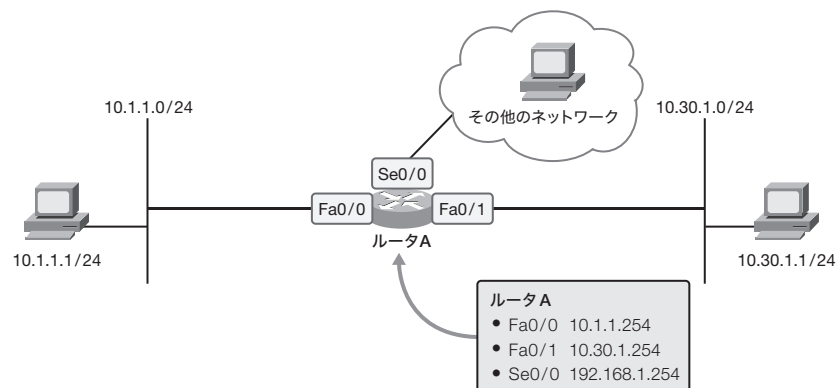 その他のネットワーク
10.1.1.0/24
10.30.1.0/24
Se0/0
Fa0/0
Fa0/1
ルータA
10.1.1.1/24
10.30.1.1/24
ルータA
• Fa0/0 10.1.1.254
• Fa0/1 10.30.1.254
• Se0/0 192.168.1.254